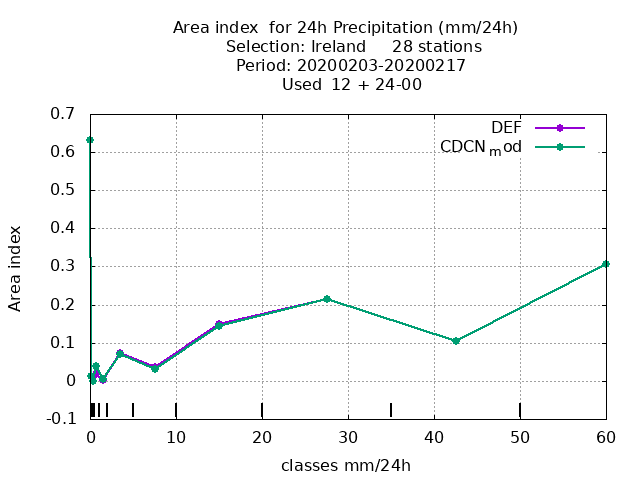 Area index  for 24h Precipitation (mm/24h)
Selection: Ireland     28 stations
Period: 20200203-20200217
Used  12 + 24-00
DEF
CDCN_mod
0.7
0.6
0.5
0.4
0.3
0.2
0.1
0
-0.1
Area index
0 10 20 30 40 50 60
classes mm/24h